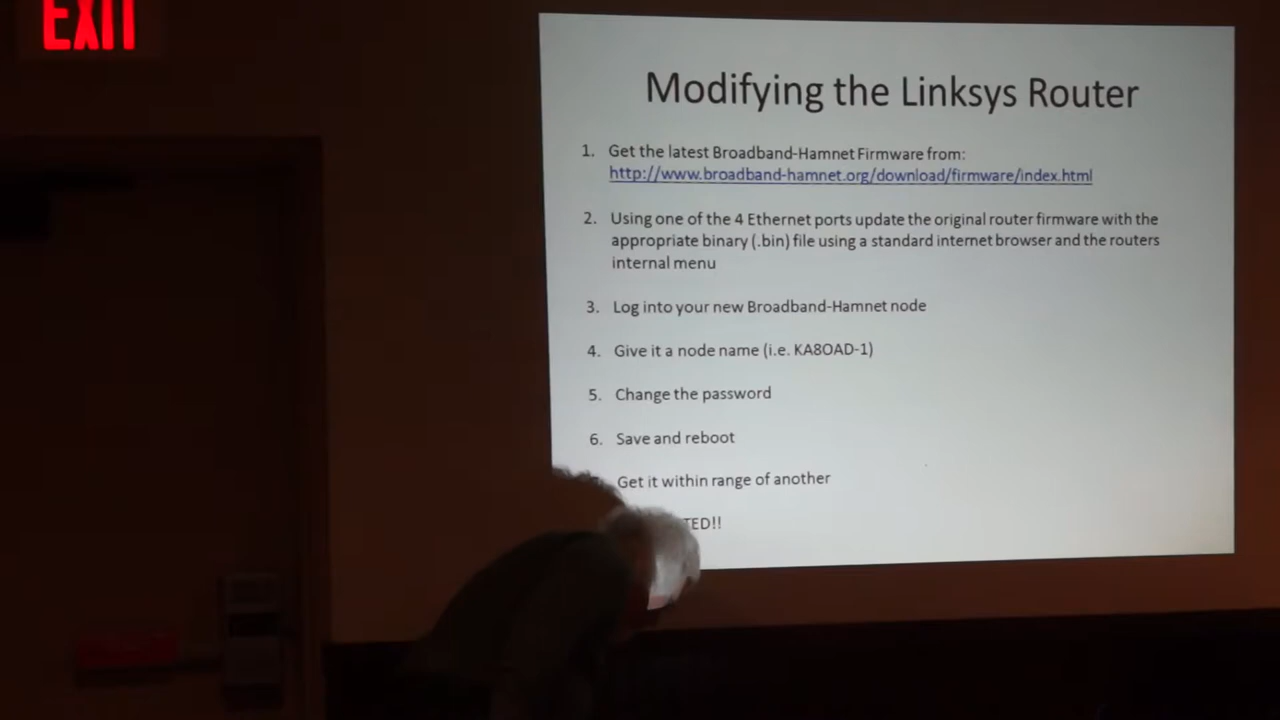 EXIT
Modifying the Linksys Router
1. Get the latest Broadband-Hamnet Firmware from:
http://www.broadband-hamnet.org/download/firmware/index.html
2. Using one of the 4 Ethernet ports update the original router firmware with the
appropriate binary (.bin) file using a standard internet browser and the routers
internal menu
3. Log into your new Broadband-Hamnet node
4. Give it a node name (i.e. KA8OAD-1)
5. Change the password
6. Save and reboot
Get it within range of another